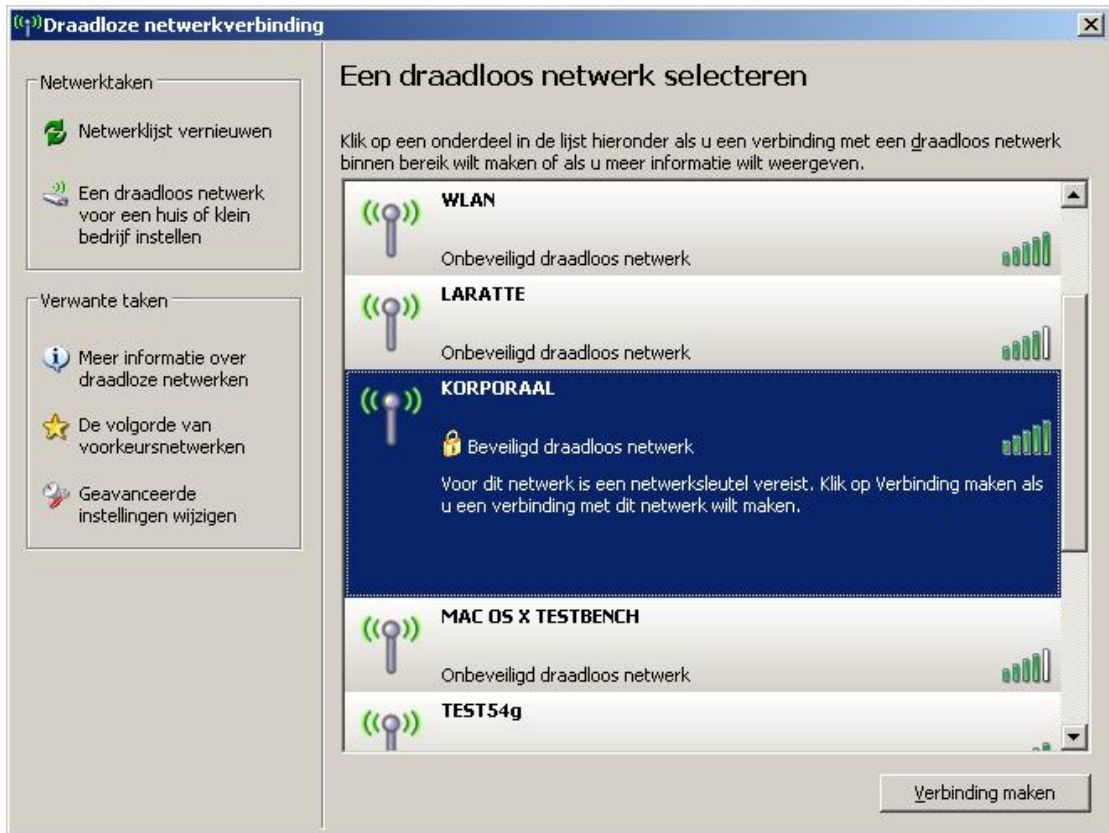 Draadloze netwerkverbinding
Netwerktaken
Netwerklijst vernieuwen
Een draadloos netwerk
voor een huis of klein
bedrijf instellen
Verwante taken
Meer informatie over
draadloze netwerken
De volgorde van
voorkeursnetwerken
Geavanceerde
instellingen wijzigen
Een draadloos netwerk selecteren
Klik op een onderdeel in de lijst hieronder als u een verbinding met een draadloos netwerk
binnen bereik wilt maken of als u meer informatie wilt weergeven.
WLAN
Onbeveiligd draadloos netwerk
LARATTE
Onbeveiligd draadloos netwerk
KORPORAAL
Beveiligd draadloos netwerk
Voor dit netwerk is een netwerksleutel vereist. Klik op Verbinding maken als
u een verbinding met dit netwerk wilt maken.
MAC OS X TESTBENCH
Onbeveiligd draadloos netwerk
TEST54g
Verbinding maken